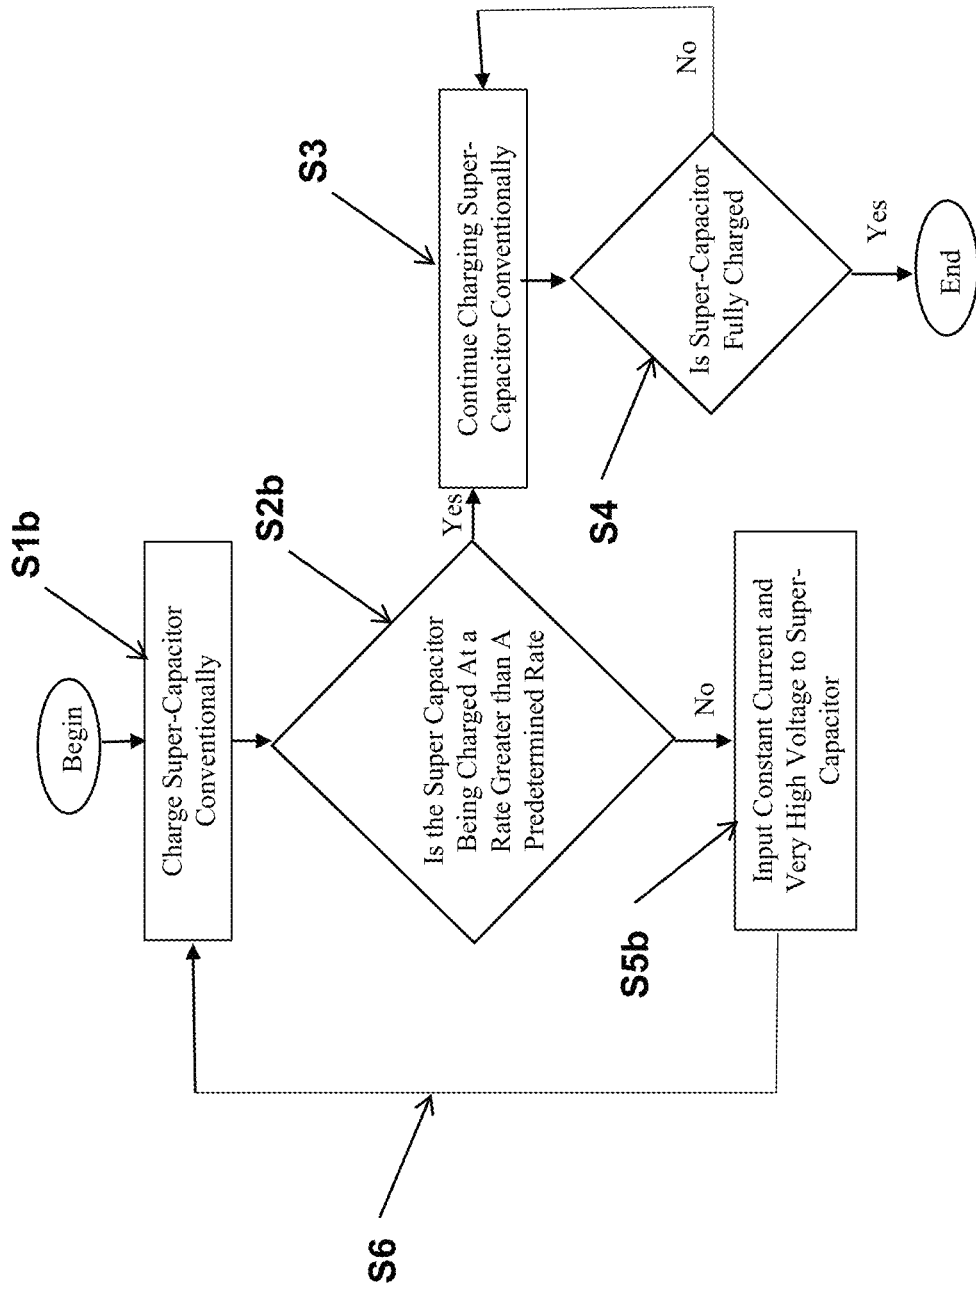 Begin
S1b
Charge Super-Capacitor
Conventionally
S2b
Is the Super Capacitor
Being Charged At a
Rate Greater than A
Predetermined Rate
Yes
S3
Continue Charging Super-
Capacitor Conventionally
S4
Is Super-Capacitor
Fully Charged
No
Yes
End
No
S5b
Input Constant Current and
Very High Voltage to Super-
Capacitor
S6